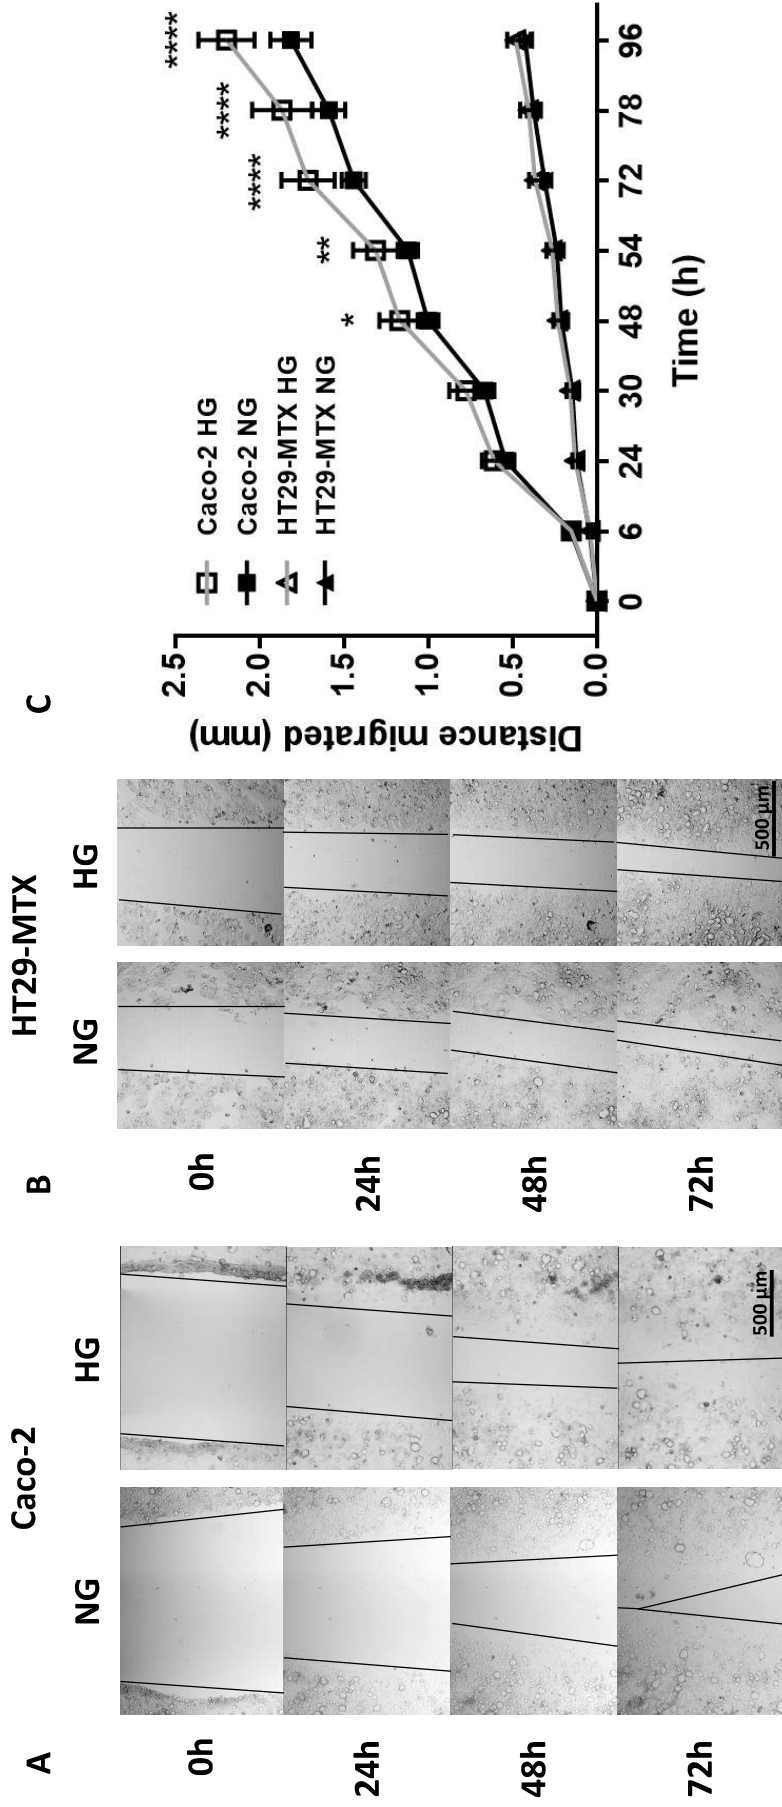 A
Caco-2
NG
HG
0h
24h
48h
72h
500 µm
B
HT29-MTX
NG
HG
0h
24h
48h
72h
500 µm
C
Distance migrated (mm)
2.5
2.0
1.5
1.0
0.5
0.0
Caco-2 HG
Caco-2 NG
HT29-MTX HG
HT29-MTX NG
*
**
****
****
****
0 6 24 30 48 54 72 78 96
Time (h)